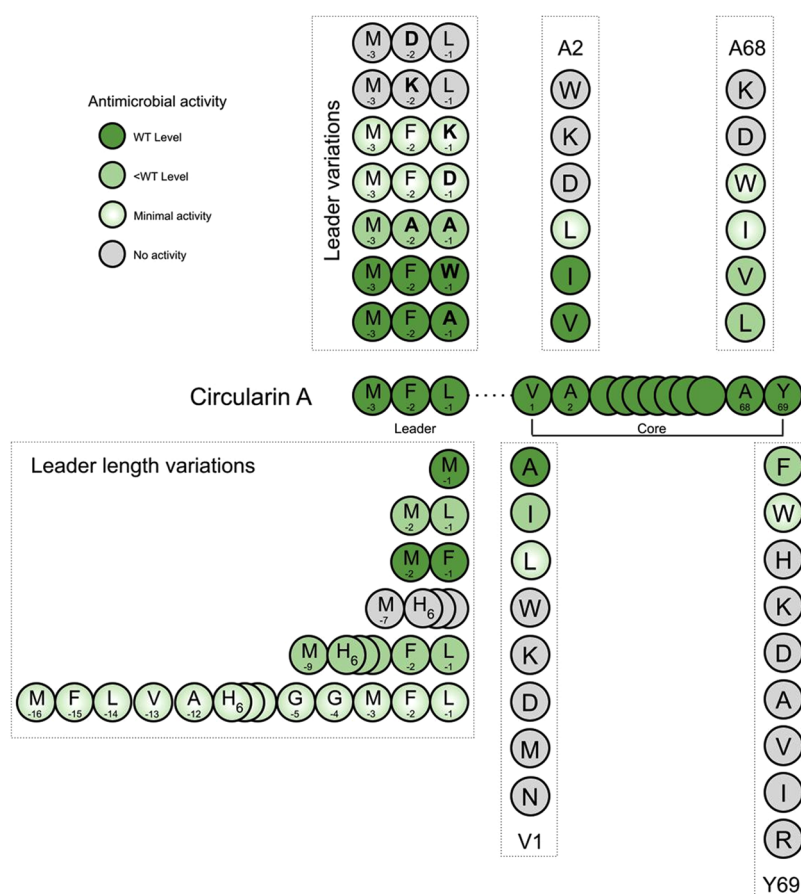 Antimicrobial activity
WT Level
<WT Level
Minimal activity
No activity
Leader variations
M -3 D -2 L -1
M -3 K -2 L -1
M -3 F -2 K -1
M -3 F -2 D -1
M -3 A -2 A -1
M -3 F -2 W -1
M -3 F -2 A -1
A2
W
K
D
L
I
V
A68
K
D
W
I
V
L
Circularin A
M -3 F -2 L -1 V 1 A 2 A 68 Y 69
Leader
Core
Leader length variations
M -1
M -2 L -1
M -2 F -1
M -7 H6
M -9 H6 F -2 L -1
M -16 F -15 L -14 V -13 A -12 H6 G -5 G -4 M -3 F -2 L -1
A
I
L
W
K
D
M
N
V1
F
W
H
K
D
A
V
I
R
Y69